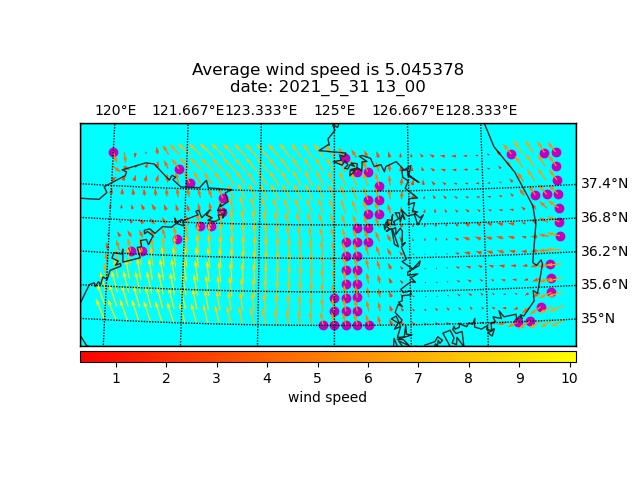 Average wind speed is 5.045378
date: 2021_5_31 13_00
120°E 121.667°E 123.333°E 125°E 126.667°E 128.333°E
37.4°N
36.8°N
36.2°N
35.6°N
35°N
1 2 3 4 5 6 7 8 9 10
wind speed